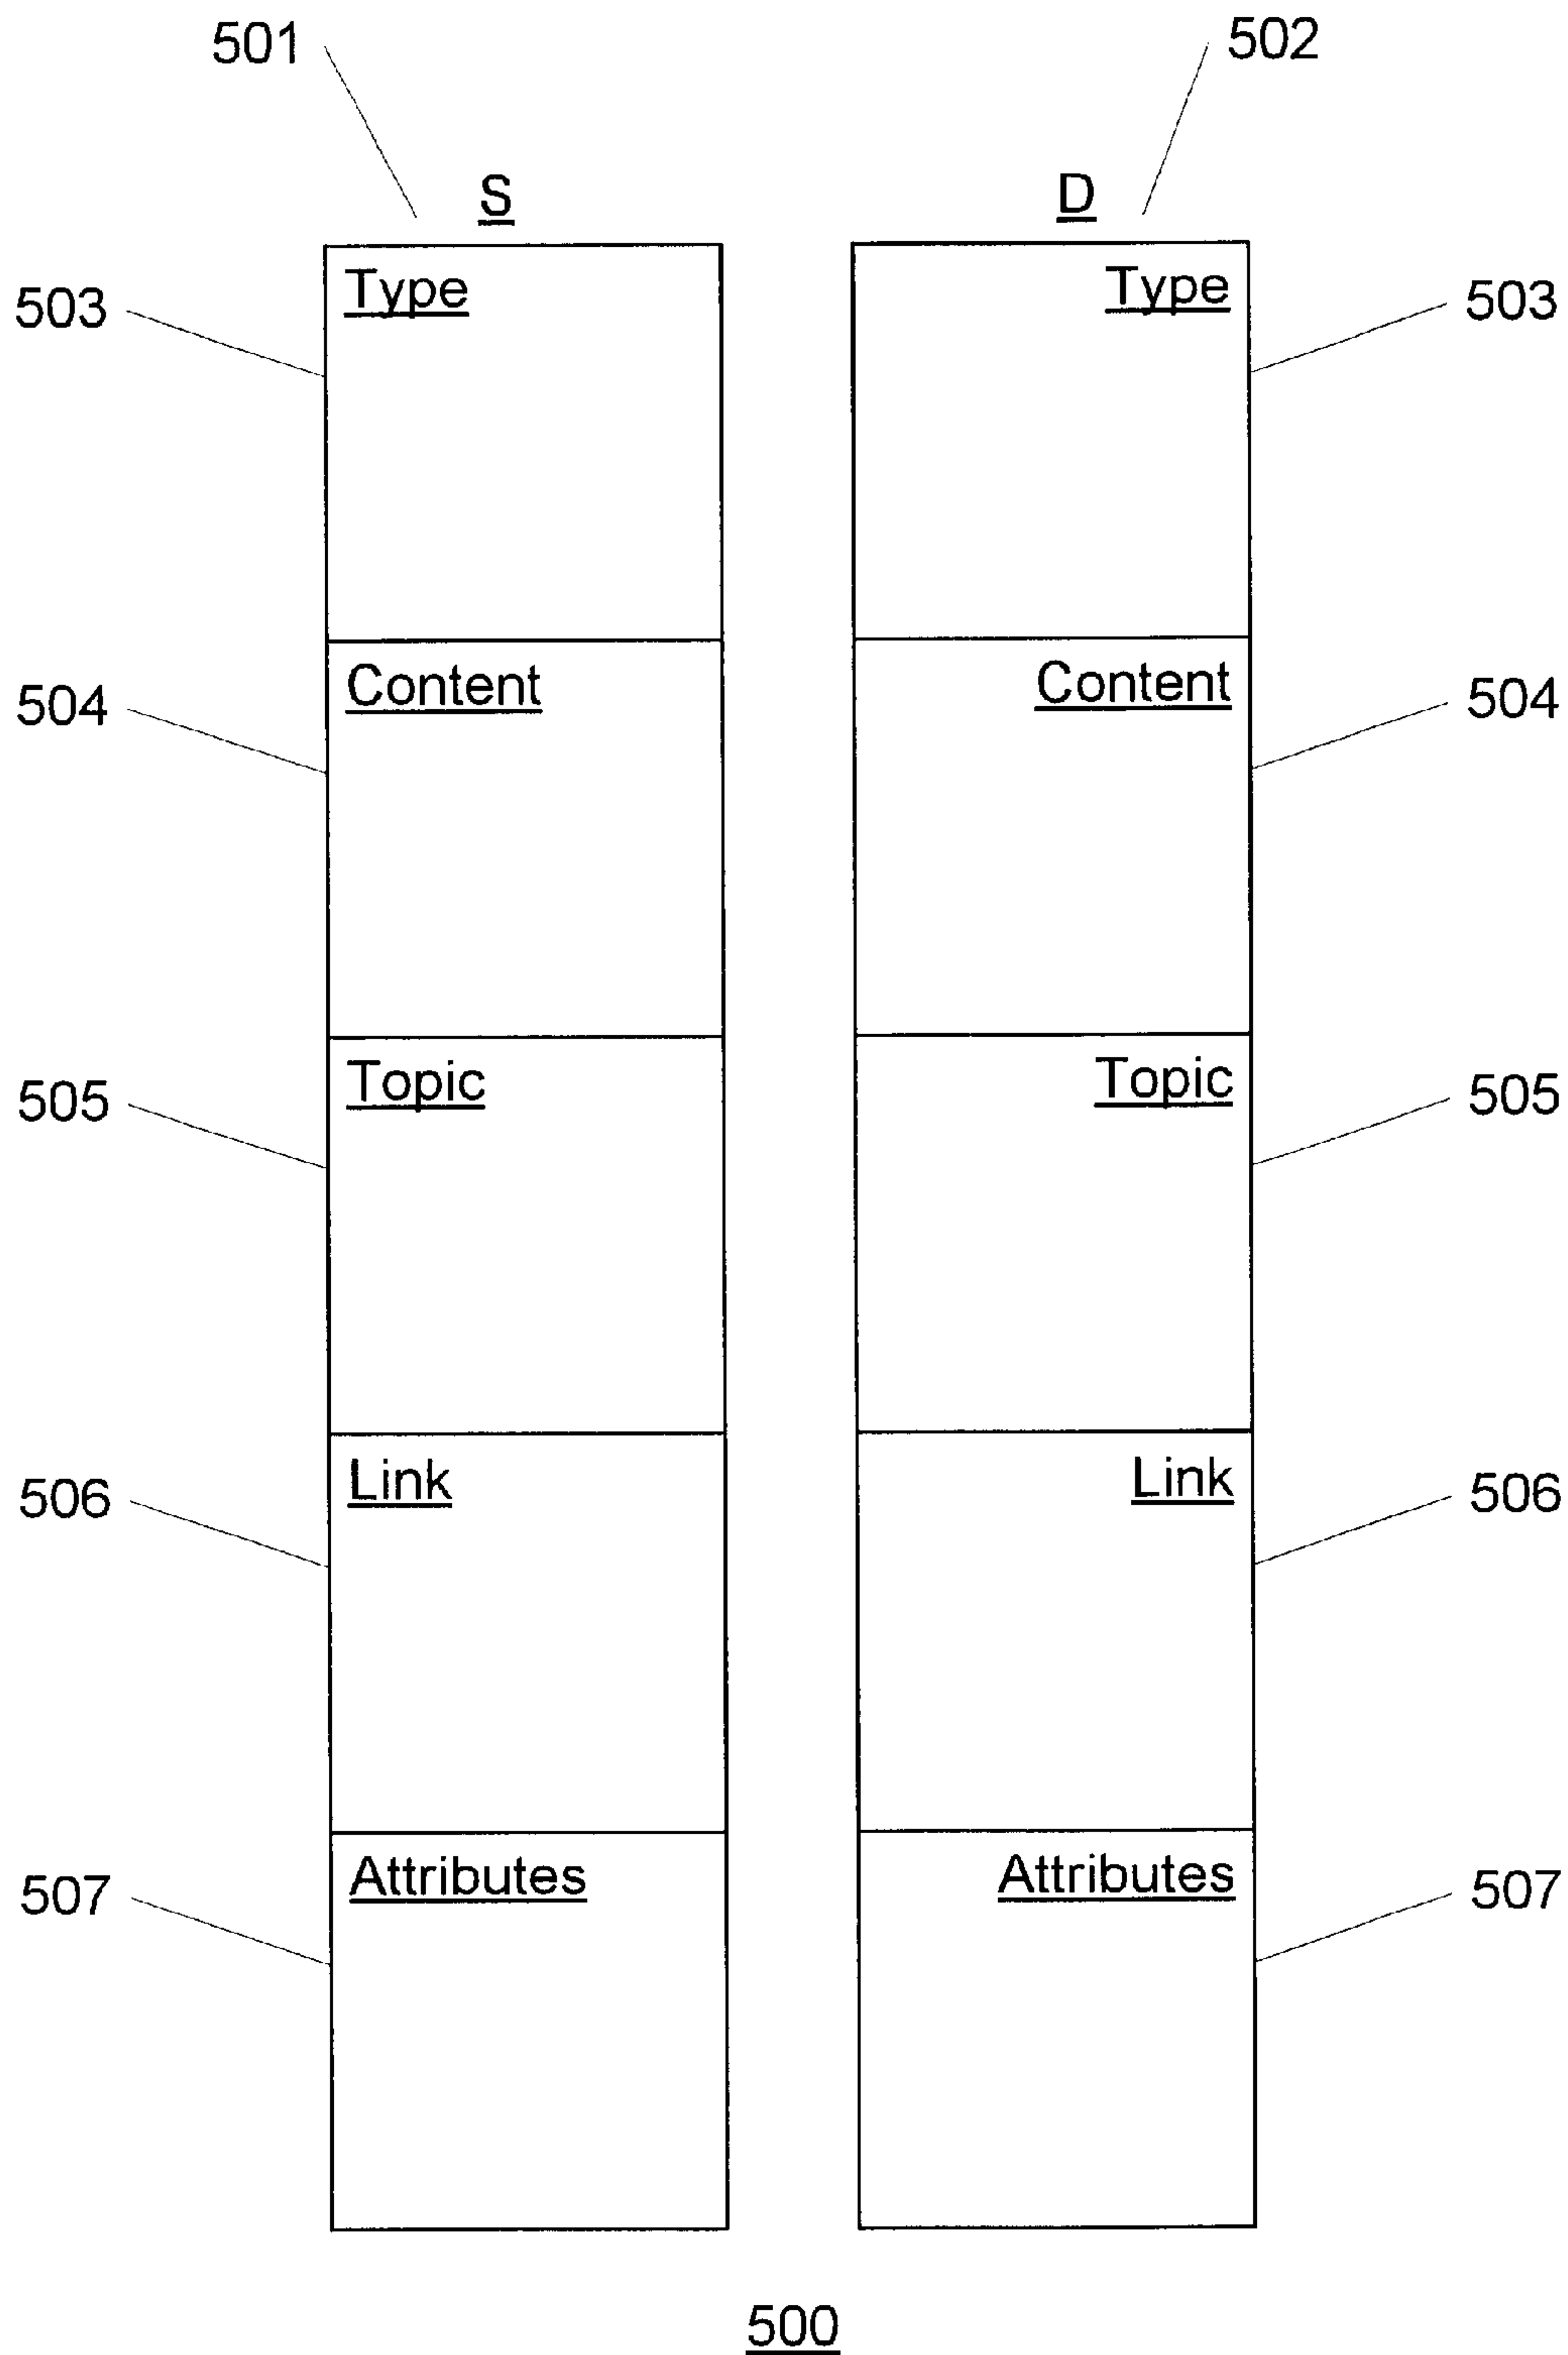 501 502
S D
503 Type Type 503
504 Content Content 504
505 Topic Topic 505
506 Link Link 506
507 Attributes Attributes 507
500